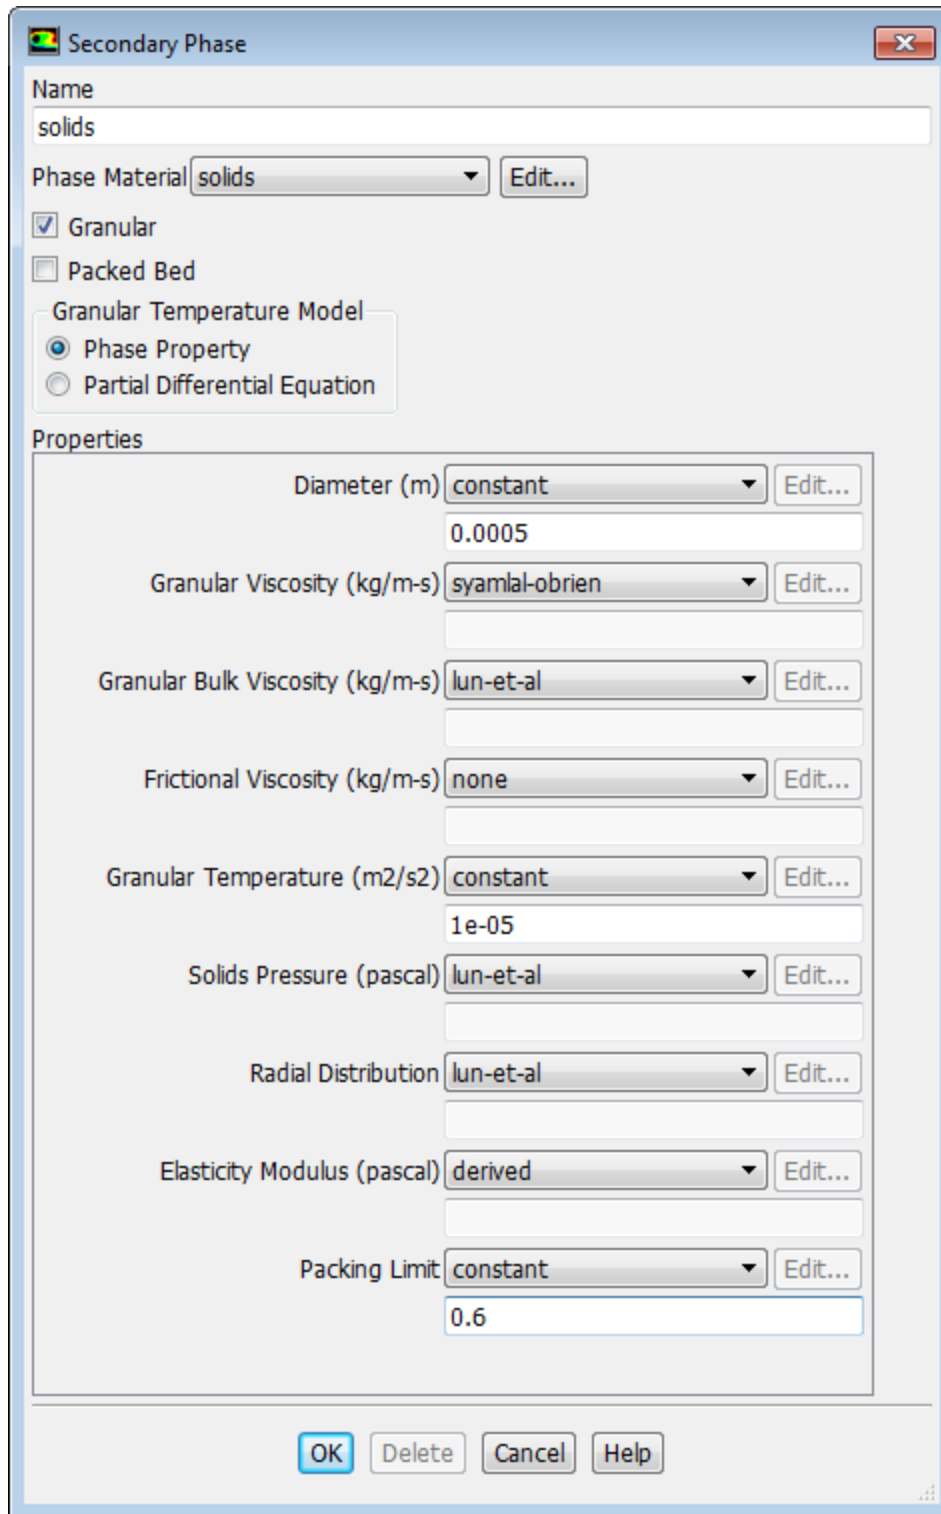 Secondary Phase
Name
solids
Phase Material solids Edit...
Granular
Packed Bed
Granular Temperature Model
Phase Property
Partial Differential Equation
Properties
Diameter (m) constant Edit...
0.0005
Granular Viscosity (kg/m-s) syamlal-obrien Edit...
Granular Bulk Viscosity (kg/m-s) lun-et-al Edit...
Frictional Viscosity (kg/m-s) none Edit...
Granular Temperature (m2/s2) constant Edit...
1e-05
Solids Pressure (pascal) lun-et-al Edit...
Radial Distribution lun-et-al Edit...
Elasticity Modulus (pascal) derived Edit...
Packing Limit constant Edit...
0.6
OK Delete Cancel Help